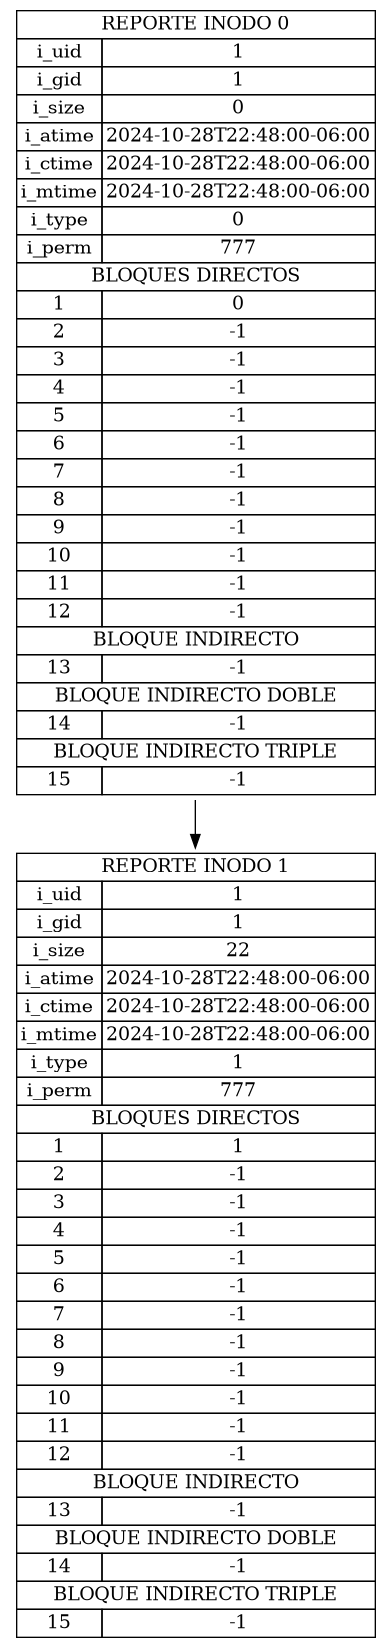 REPORTE INODO 0
i_uid 1
i_gid 1
i_size 0
i_atime 2024-10-28T22:48:00-06:00
i_ctime 2024-10-28T22:48:00-06:00
i_mtime 2024-10-28T22:48:00-06:00
i_type 0
i_perm 777
BLOQUES DIRECTOS
1 0
2 -1
3 -1
4 -1
5 -1
6 -1
7 -1
8 -1
9 -1
10 -1
11 -1
12 -1
BLOQUE INDIRECTO
13 -1
BLOQUE INDIRECTO DOBLE
14 -1
BLOQUE INDIRECTO TRIPLE
15 -1
REPORTE INODO 1
i_uid 1
i_gid 1
i_size 22
i_atime 2024-10-28T22:48:00-06:00
i_ctime 2024-10-28T22:48:00-06:00
i_mtime 2024-10-28T22:48:00-06:00
i_type 1
i_perm 777
BLOQUES DIRECTOS
1 1
2 -1
3 -1
4 -1
5 -1
6 -1
7 -1
8 -1
9 -1
10 -1
11 -1
12 -1
BLOQUE INDIRECTO
13 -1
BLOQUE INDIRECTO DOBLE
14 -1
BLOQUE INDIRECTO TRIPLE
15 -1